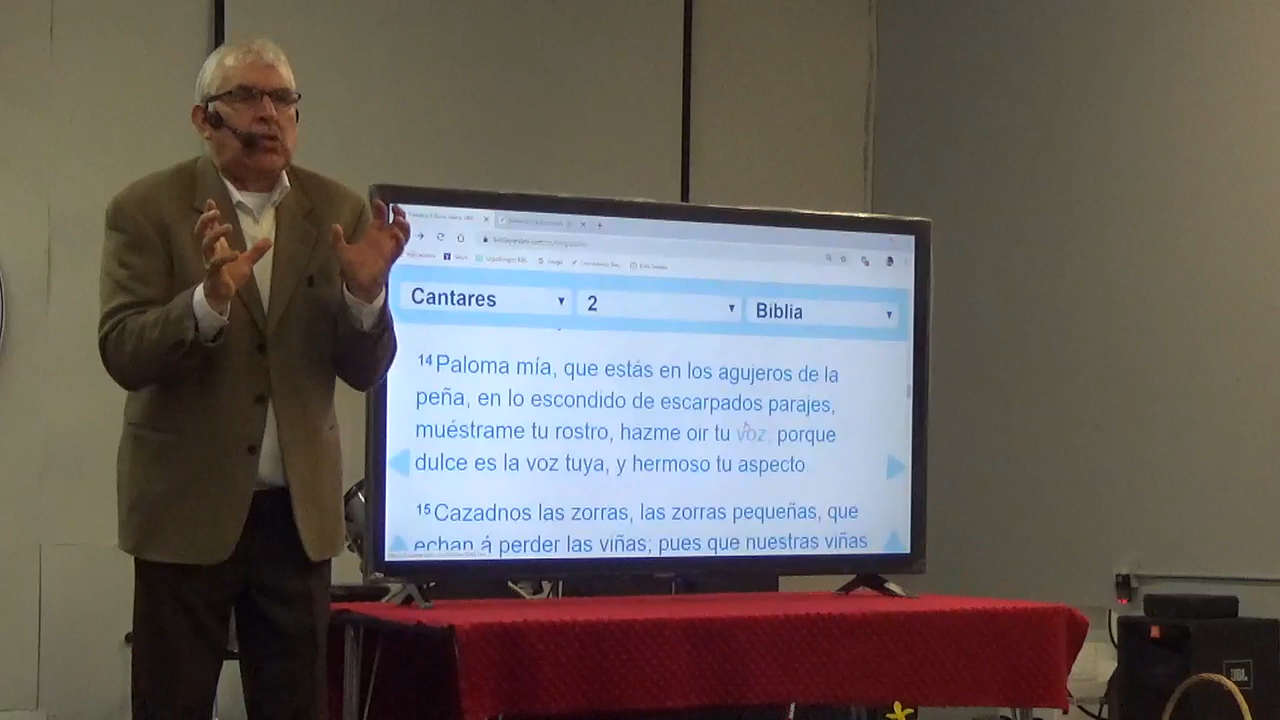 Cantares
2
Biblia
14 Paloma mía, que estás en los agujeros de la
peña, en lo escondido de escarpados parajes,
muéstrame tu rostro, hazme oir tu voz, porque
dulce es la voz tuya, y hermoso tu aspecto
15 Cazadnos las zorras, las zorras pequeñas, que
echan á perder las viñas; pues que nuestras viñas
JBL